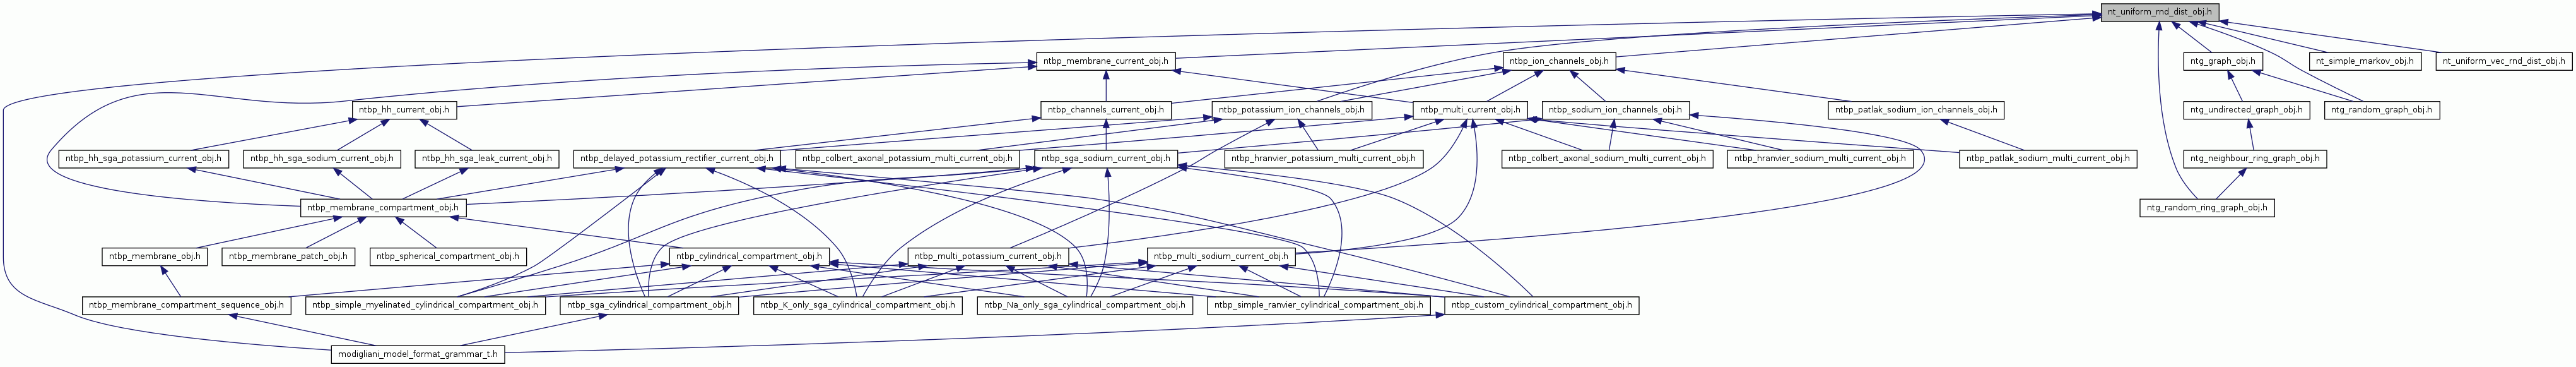 nt_uniform_rnd_dist_obj.h
ntbp_membrane_current_obj.h
ntbp_ion_channels_obj.h
ntg_graph_obj.h
nt_simple_markov_obj.h
nt_uniform_vec_rnd_dist_obj.h
ntbp_hh_current_obj.h
ntbp_channels_current_obj.h
ntbp_potassium_ion_channels_obj.h
ntbp_multi_current_obj.h
ntbp_sodium_ion_channels_obj.h
ntbp_patlak_sodium_ion_channels_obj.h
ntg_undirected_graph_obj.h
ntg_random_graph_obj.h
ntbp_hh_sga_potassium_current_obj.h
ntbp_hh_sga_sodium_current_obj.h
ntbp_hh_sga_leak_current_obj.h
ntbp_delayed_potassium_rectifier_current_obj.h
ntbp_colbert_axonal_potassium_multi_current_obj.h
ntbp_sga_sodium_current_obj.h
ntbp_hranvier_potassium_multi_current_obj.h
ntbp_colbert_axonal_sodium_multi_current_obj.h
ntbp_hranvier_sodium_multi_current_obj.h
ntbp_patlak_sodium_multi_current_obj.h
ntg_neighbour_ring_graph_obj.h
ntbp_membrane_compartment_obj.h
ntg_random_ring_graph_obj.h
ntbp_membrane_obj.h
ntbp_membrane_patch_obj.h
ntbp_spherical_compartment_obj.h
ntbp_cylindrical_compartment_obj.h
ntbp_multi_potassium_current_obj.h
ntbp_multi_sodium_current_obj.h
ntbp_membrane_compartment_sequence_obj.h
ntbp_simple_myelinated_cylindrical_compartment_obj.h
ntbp_sga_cylindrical_compartment_obj.h
ntbp_K_only_sga_cylindrical_compartment_obj.h
ntbp_Na_only_sga_cylindrical_compartment_obj.h
ntbp_simple_ranvier_cylindrical_compartment_obj.h
ntbp_custom_cylindrical_compartment_obj.h
modigliani_model_format_grammar_t.h